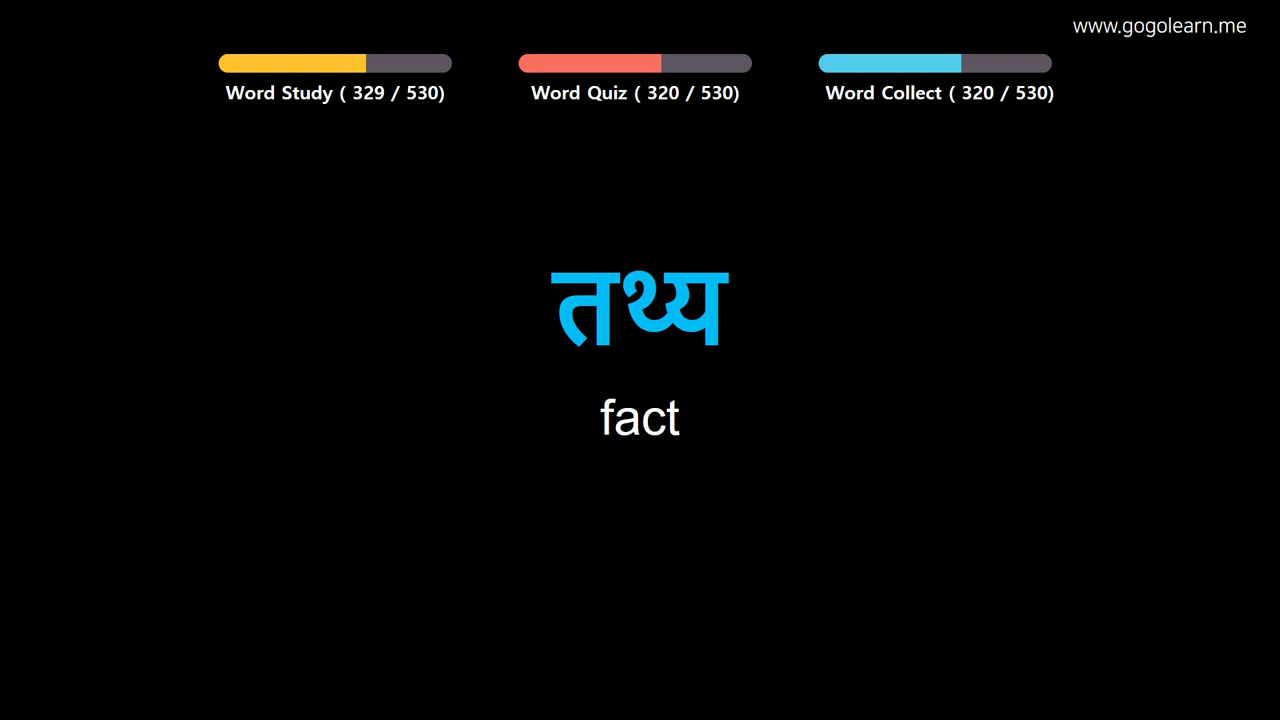 www.gogolearn.me
Word Study ( 329 / 530)
Word Quiz ( 320 / 530)
Word Collect ( 320 / 530)
तथ्य
fact